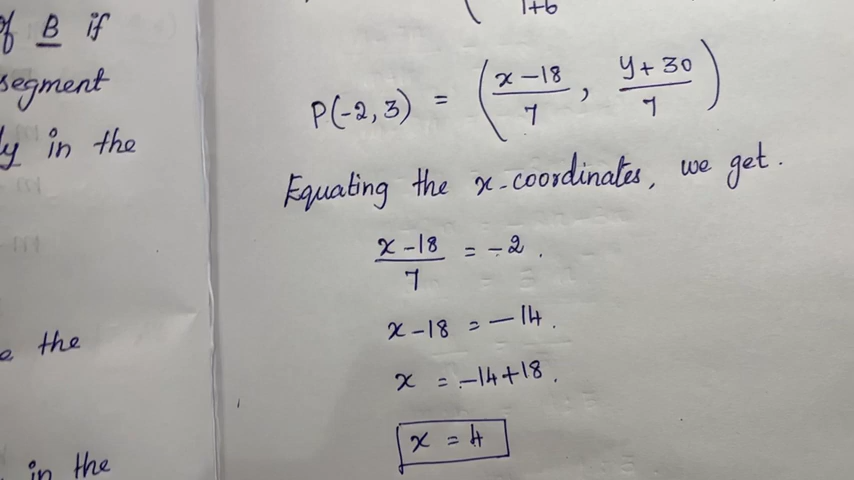 of B if
segment
in the
the
in the
1+6
P(-2, 3) = ( x-18 / 7 , y+30 / 7 )
Equating the x-coordinates, we get.
x-18 / 7 = -2.
x-18 = -14.
x = -14+18.
x = 4